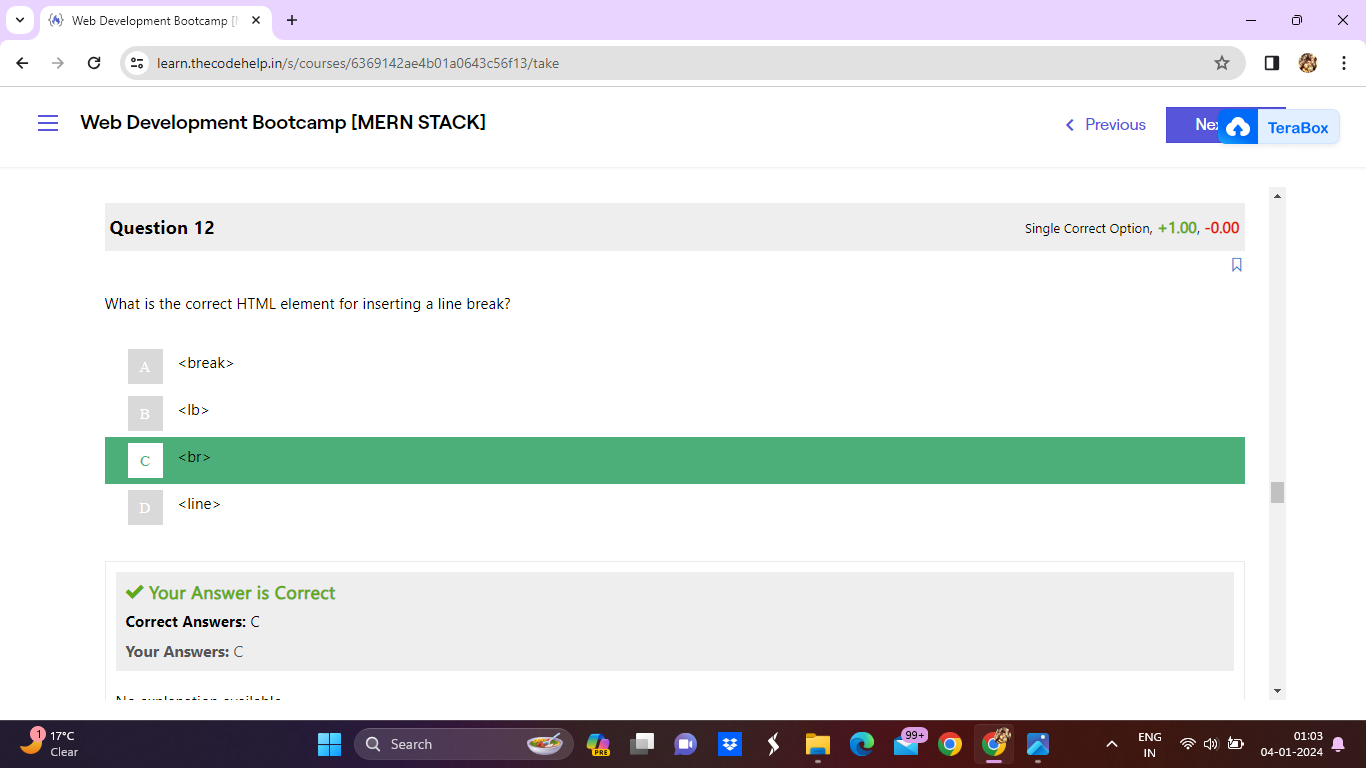 Web Development Bootcamp [
learn.thecodehelp.in/s/courses/6369142ae4b01a0643c56f13/take
Web Development Bootcamp [MERN STACK]
Previous
TeraBox
Question 12
Single Correct Option, +1.00, -0.00
What is the correct HTML element for inserting a line break?
A <break>
B <lb>
C <br>
D <line>
Your Answer is Correct
Correct Answers: C
Your Answers: C
No explanation available
1
17°C
Clear
Search
PRE
99+
ENG
IN
01:03
04-01-2024